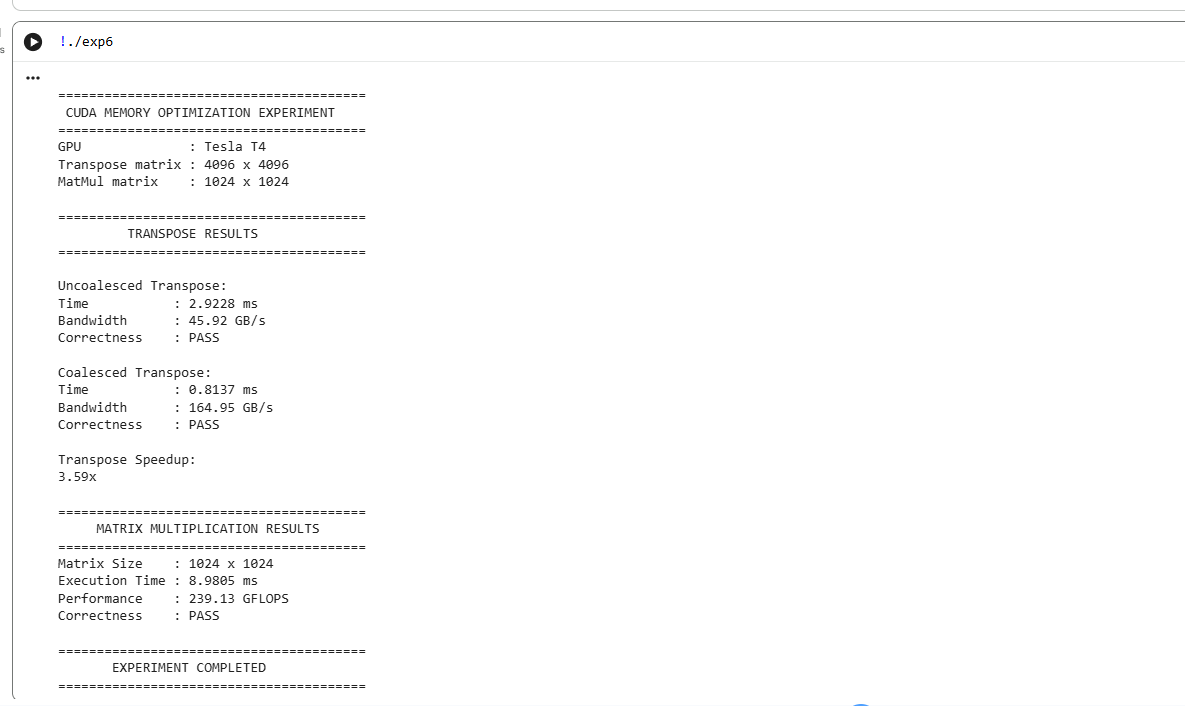 !./exp6
...
========================================
CUDA MEMORY OPTIMIZATION EXPERIMENT
========================================
GPU : Tesla T4
Transpose matrix : 4096 x 4096
MatMul matrix : 1024 x 1024
========================================
TRANSPOSE RESULTS
========================================
Uncoalesced Transpose:
Time : 2.9228 ms
Bandwidth : 45.92 GB/s
Correctness : PASS
Coalesced Transpose:
Time : 0.8137 ms
Bandwidth : 164.95 GB/s
Correctness : PASS
Transpose Speedup:
3.59x
========================================
MATRIX MULTIPLICATION RESULTS
========================================
Matrix Size : 1024 x 1024
Execution Time : 8.9805 ms
Performance : 239.13 GFLOPS
Correctness : PASS
========================================
EXPERIMENT COMPLETED
========================================